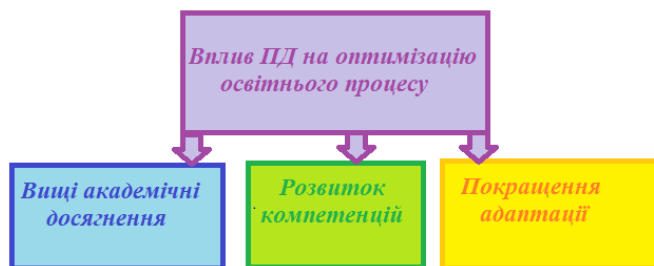 Вплив ПД на оптимізацію
освітнього процесу
Вищі академічні
досягнення
Розвиток
компетенцій
Покращення
адаптації